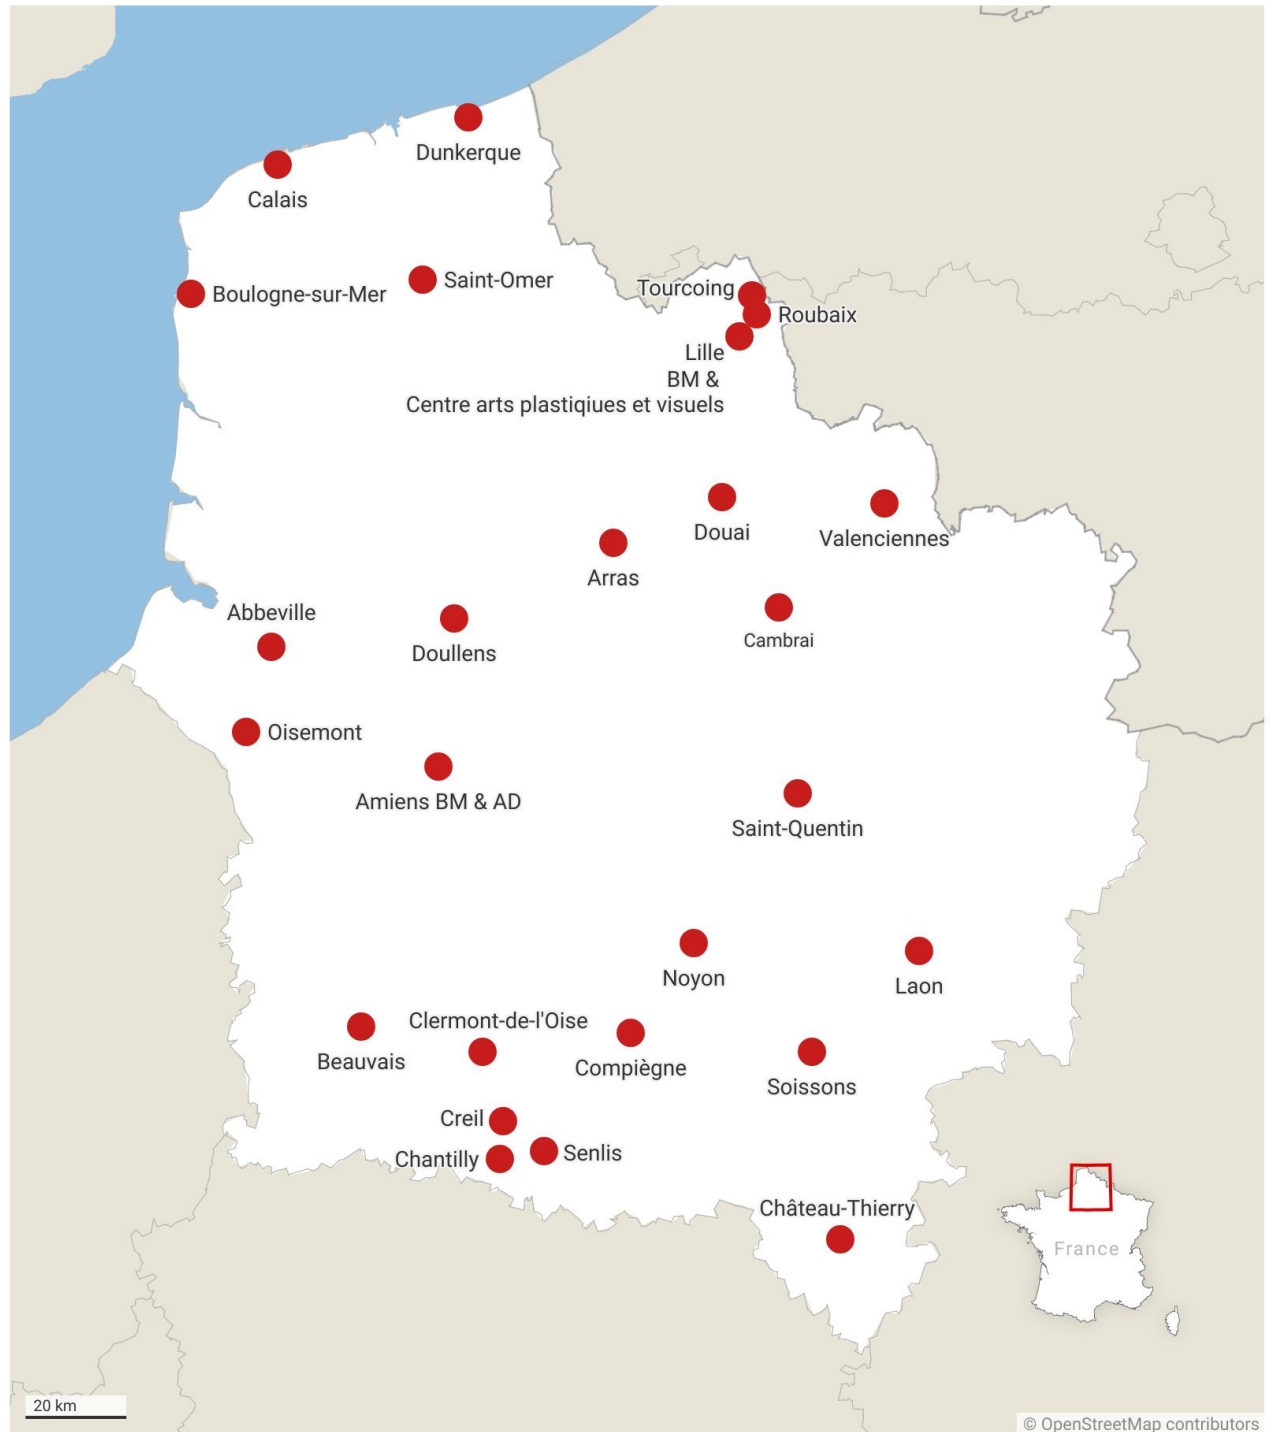 Dunkerque
Calais
Saint-Omer
Boulogne-sur-Mer
Tourcoing
Roubaix
Lille
BM &
Centre arts plastiqiues et visuels
Douai
Valenciennes
Arras
Abbeville
Cambrai
Doullens
Oisemont
Amiens BM & AD
Saint-Quentin
Noyon
Laon
Clermont-de-l'Oise
Beauvais
Compiègne
Soissons
Creil
Senlis
Chantilly
Château-Thierry
France
20 km
© OpenStreetMap contributors